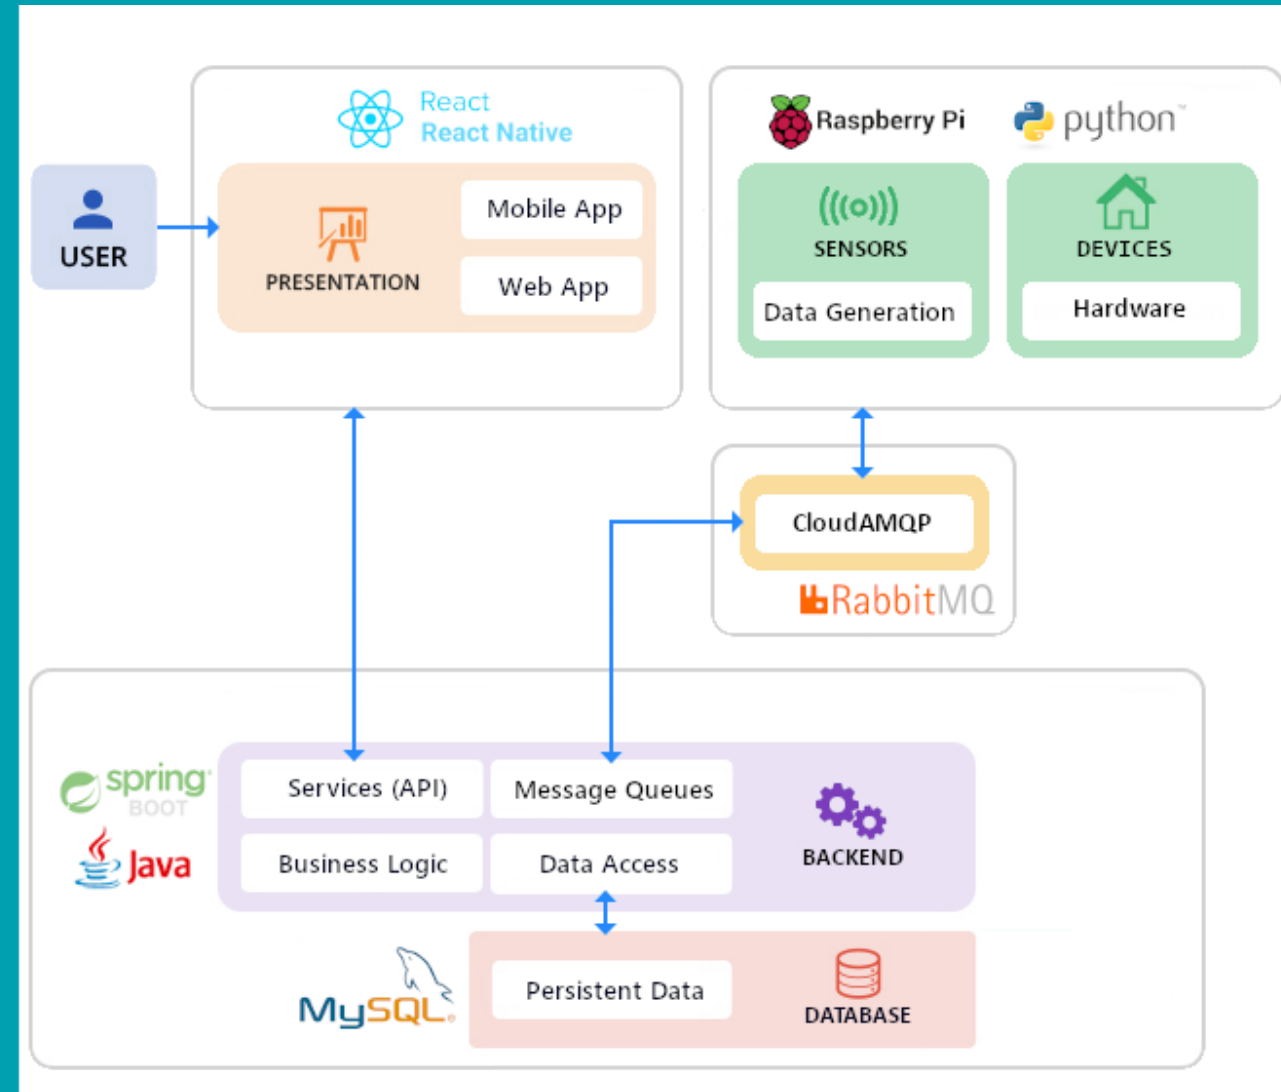 React
React Native
USER
PRESENTATION
Mobile App
Web App
Raspberry Pi
python™
SENSORS
Data Generation
DEVICES
Hardware
CloudAMQP
RabbitMQ
spring
BOOT
Java
Services (API)
Message Queues
Business Logic
Data Access
BACKEND
MySQL®
Persistent Data
DATABASE